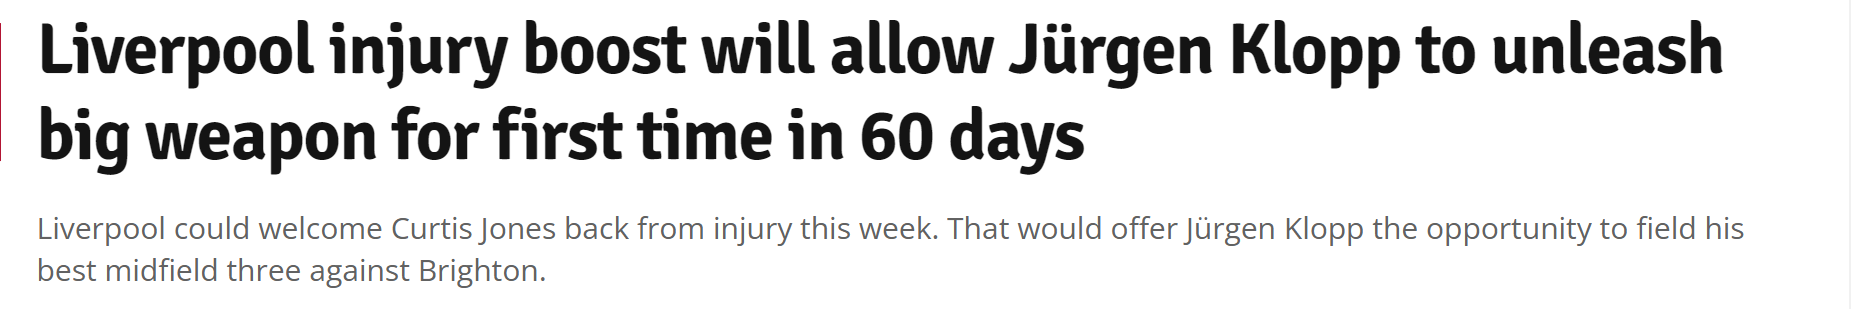 Liverpool injury boost will allow Jürgen Klopp to unleash
big weapon for first time in 60 days
Liverpool could welcome Curtis Jones back from injury this week. That would offer Jürgen Klopp the opportunity to field his
best midfield three against Brighton.